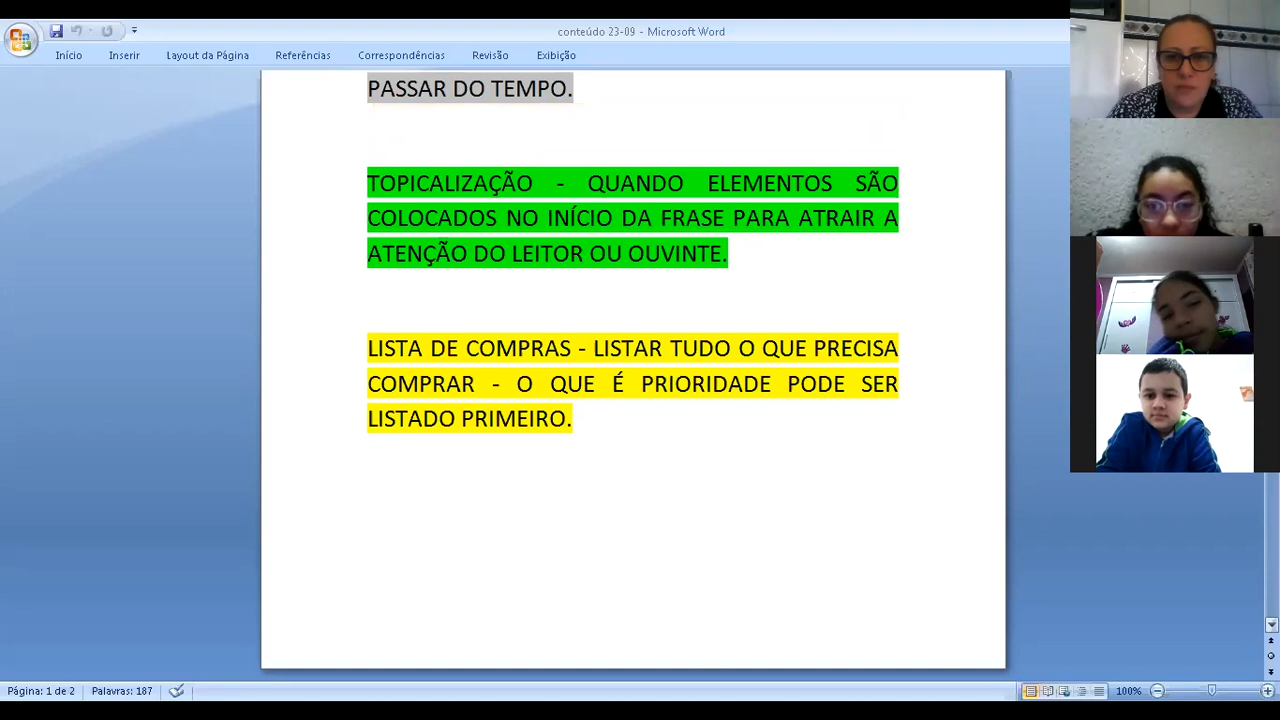 conteúdo 23-09 - Microsoft Word
Início Inserir Layout da Página Referências Correspondências Revisão Exibição
PASSAR DO TEMPO.
TOPICALIZAÇÃO - QUANDO ELEMENTOS SÃO
COLOCADOS NO INÍCIO DA FRASE PARA ATRAIR A
ATENÇÃO DO LEITOR OU OUVINTE.
LISTA DE COMPRAS - LISTAR TUDO O QUE PRECISA
COMPRAR - O QUE É PRIORIDADE PODE SER
LISTADO PRIMEIRO.
Página: 1 de 2 Palavras: 187 100%